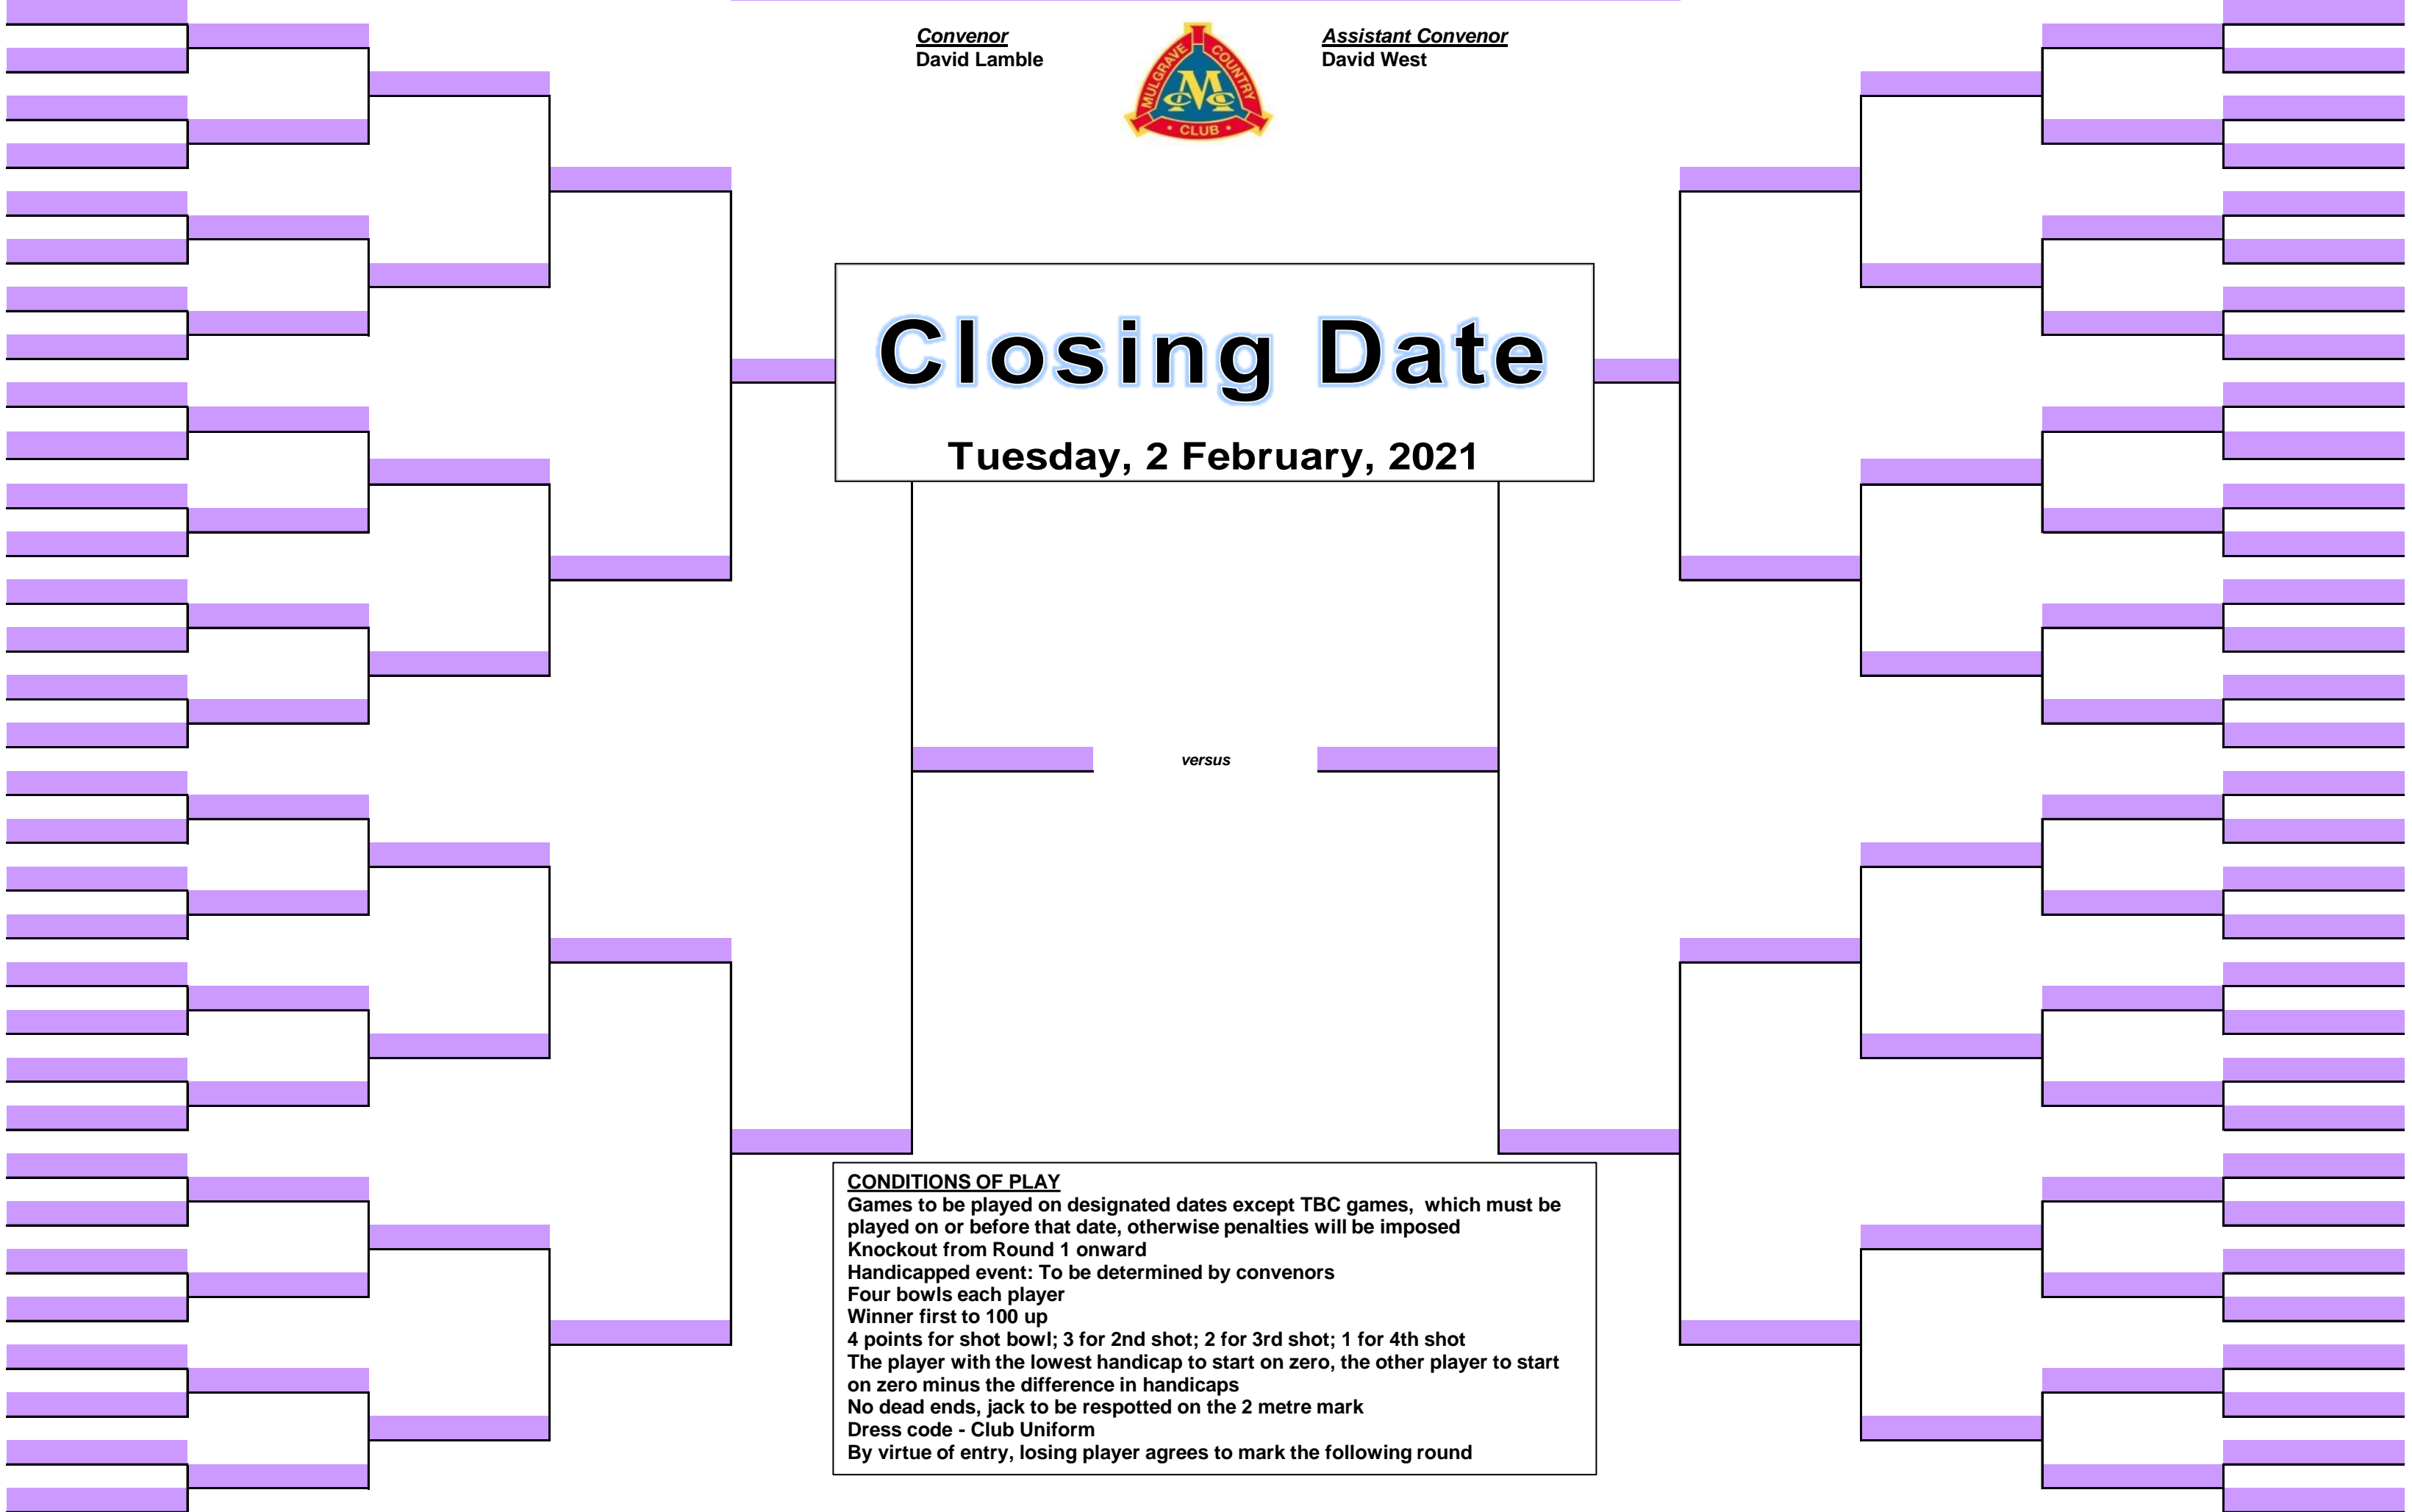 Convenor
David Lamble
MULGRAVE COUNTRY
• CLUB •
MCC
Assistant Convenor
David West
Closing Date
Tuesday, 2 February, 2021
versus
CONDITIONS OF PLAY
Games to be played on designated dates except TBC games, which must be
played on or before that date, otherwise penalties will be imposed
Knockout from Round 1 onward
Handicapped event: To be determined by convenors
Four bowls each player
Winner first to 100 up
4 points for shot bowl; 3 for 2nd shot; 2 for 3rd shot; 1 for 4th shot
The player with the lowest handicap to start on zero, the other player to start
on zero minus the difference in handicaps
No dead ends, jack to be respotted on the 2 metre mark
Dress code - Club Uniform
By virtue of entry, losing player agrees to mark the following round